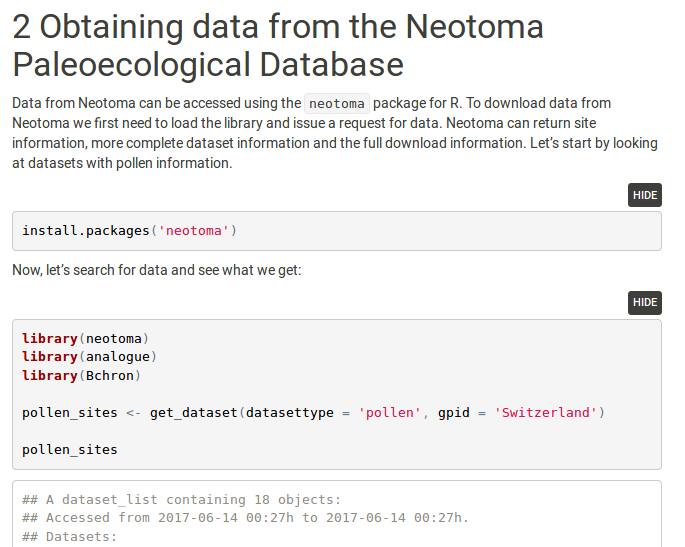 2 Obtaining data from the Neotoma
Paleoecological Database
Data from Neotoma can be accessed using the neotoma package for R. To download data from
Neotoma we first need to load the library and issue a request for data. Neotoma can return site
information, more complete dataset information and the full download information. Let’s start by looking
at datasets with pollen information.
HIDE
install.packages('neotoma')
Now, let’s search for data and see what we get:
HIDE
library(neotoma)
library(analogue)
library(Bchron)
pollen_sites <- get_dataset(datasettype = 'pollen', gpid = 'Switzerland')
pollen_sites
## A dataset_list containing 18 objects:
## Accessed from 2017-06-14 00:27h to 2017-06-14 00:27h.
## Datasets: